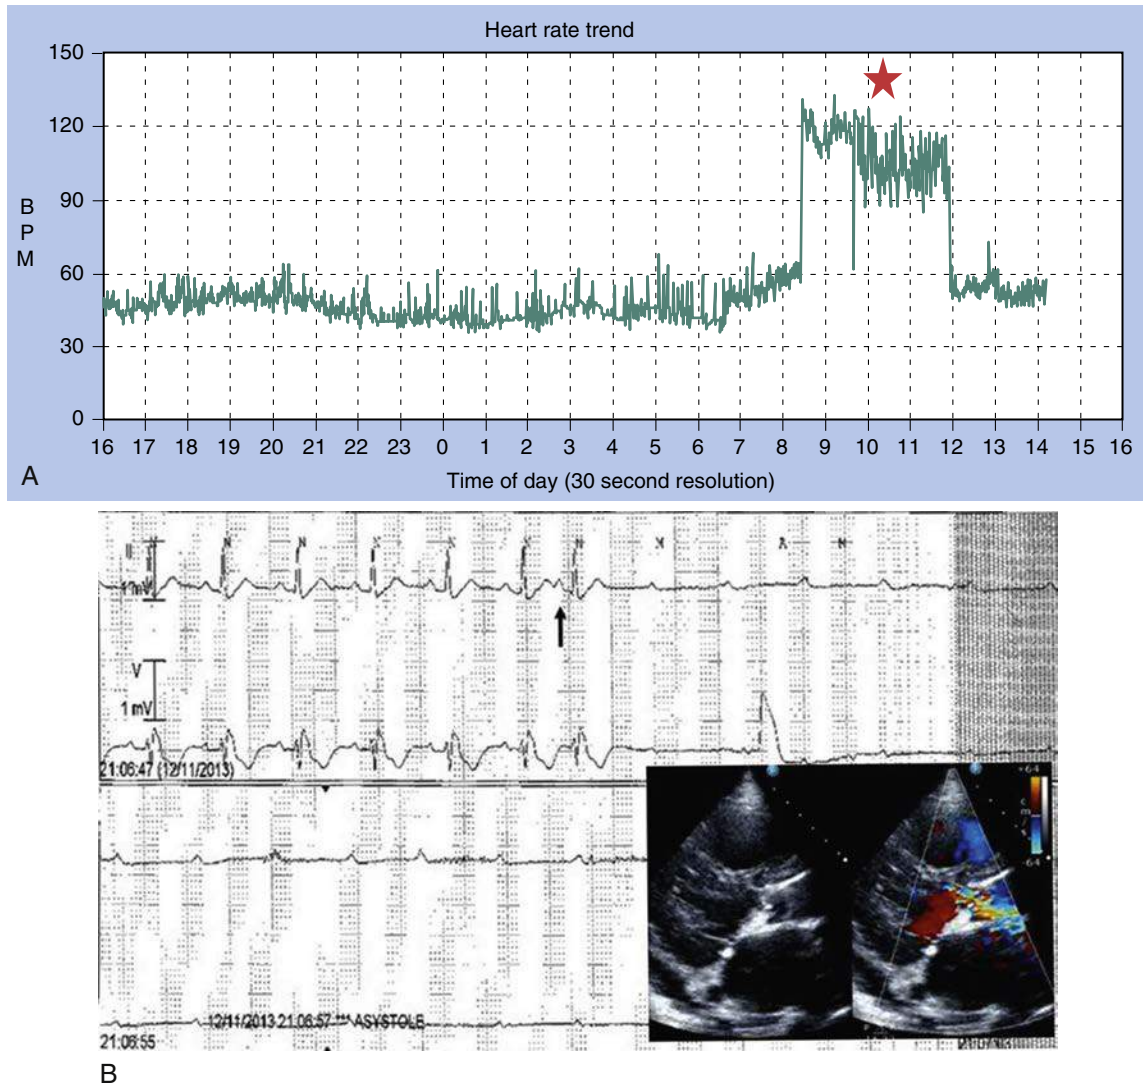 Heart rate trend
150
120
90
60
30
0
B
P
M
16 17 18 19 20 21 22 23 0 1 2 3 4 5 6 7 8 9 10 11 12 13 14 15 16
Time of day (30 second resolution)
A
II N N N N
V
1 mV
21:06:47 (12/11/2013)
+64
c
m
s
-64
12/11/2013 21:06:57 *** ASYSTOLE
21:06:55
B